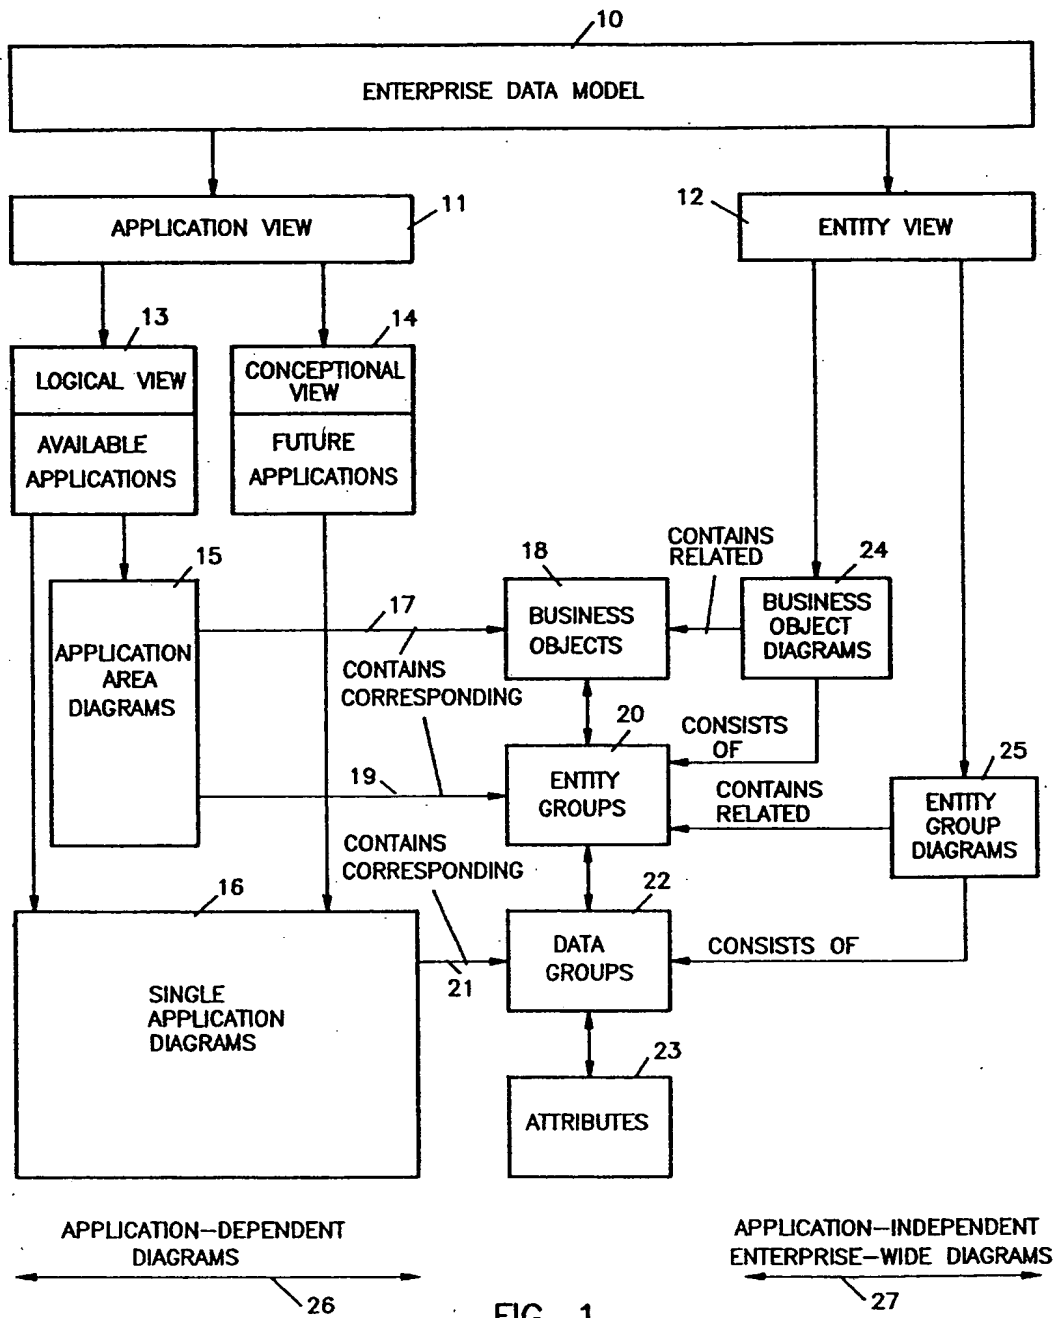 10
ENTERPRISE DATA MODEL
11
APPLICATION VIEW
12
ENTITY VIEW
13
LOGICAL VIEW
AVAILABLE
APPLICATIONS
14
CONCEPTIONAL
VIEW
FUTURE
APPLICATIONS
15
APPLICATION
AREA
DIAGRAMS
17
CONTAINS
CORRESPONDING
19
18
BUSINESS
OBJECTS
CONTAINS
RELATED
24
BUSINESS
OBJECT
DIAGRAMS
20
ENTITY
GROUPS
CONSISTS
OF
CONTAINS
RELATED
25
ENTITY
GROUP
DIAGRAMS
CONTAINS
CORRESPONDING
16
SINGLE
APPLICATION
DIAGRAMS
21
22
DATA
GROUPS
CONSISTS OF
23
ATTRIBUTES
APPLICATION-DEPENDENT
DIAGRAMS
26
APPLICATION-INDEPENDENT
ENTERPRISE-WIDE DIAGRAMS
27
FIG. 1